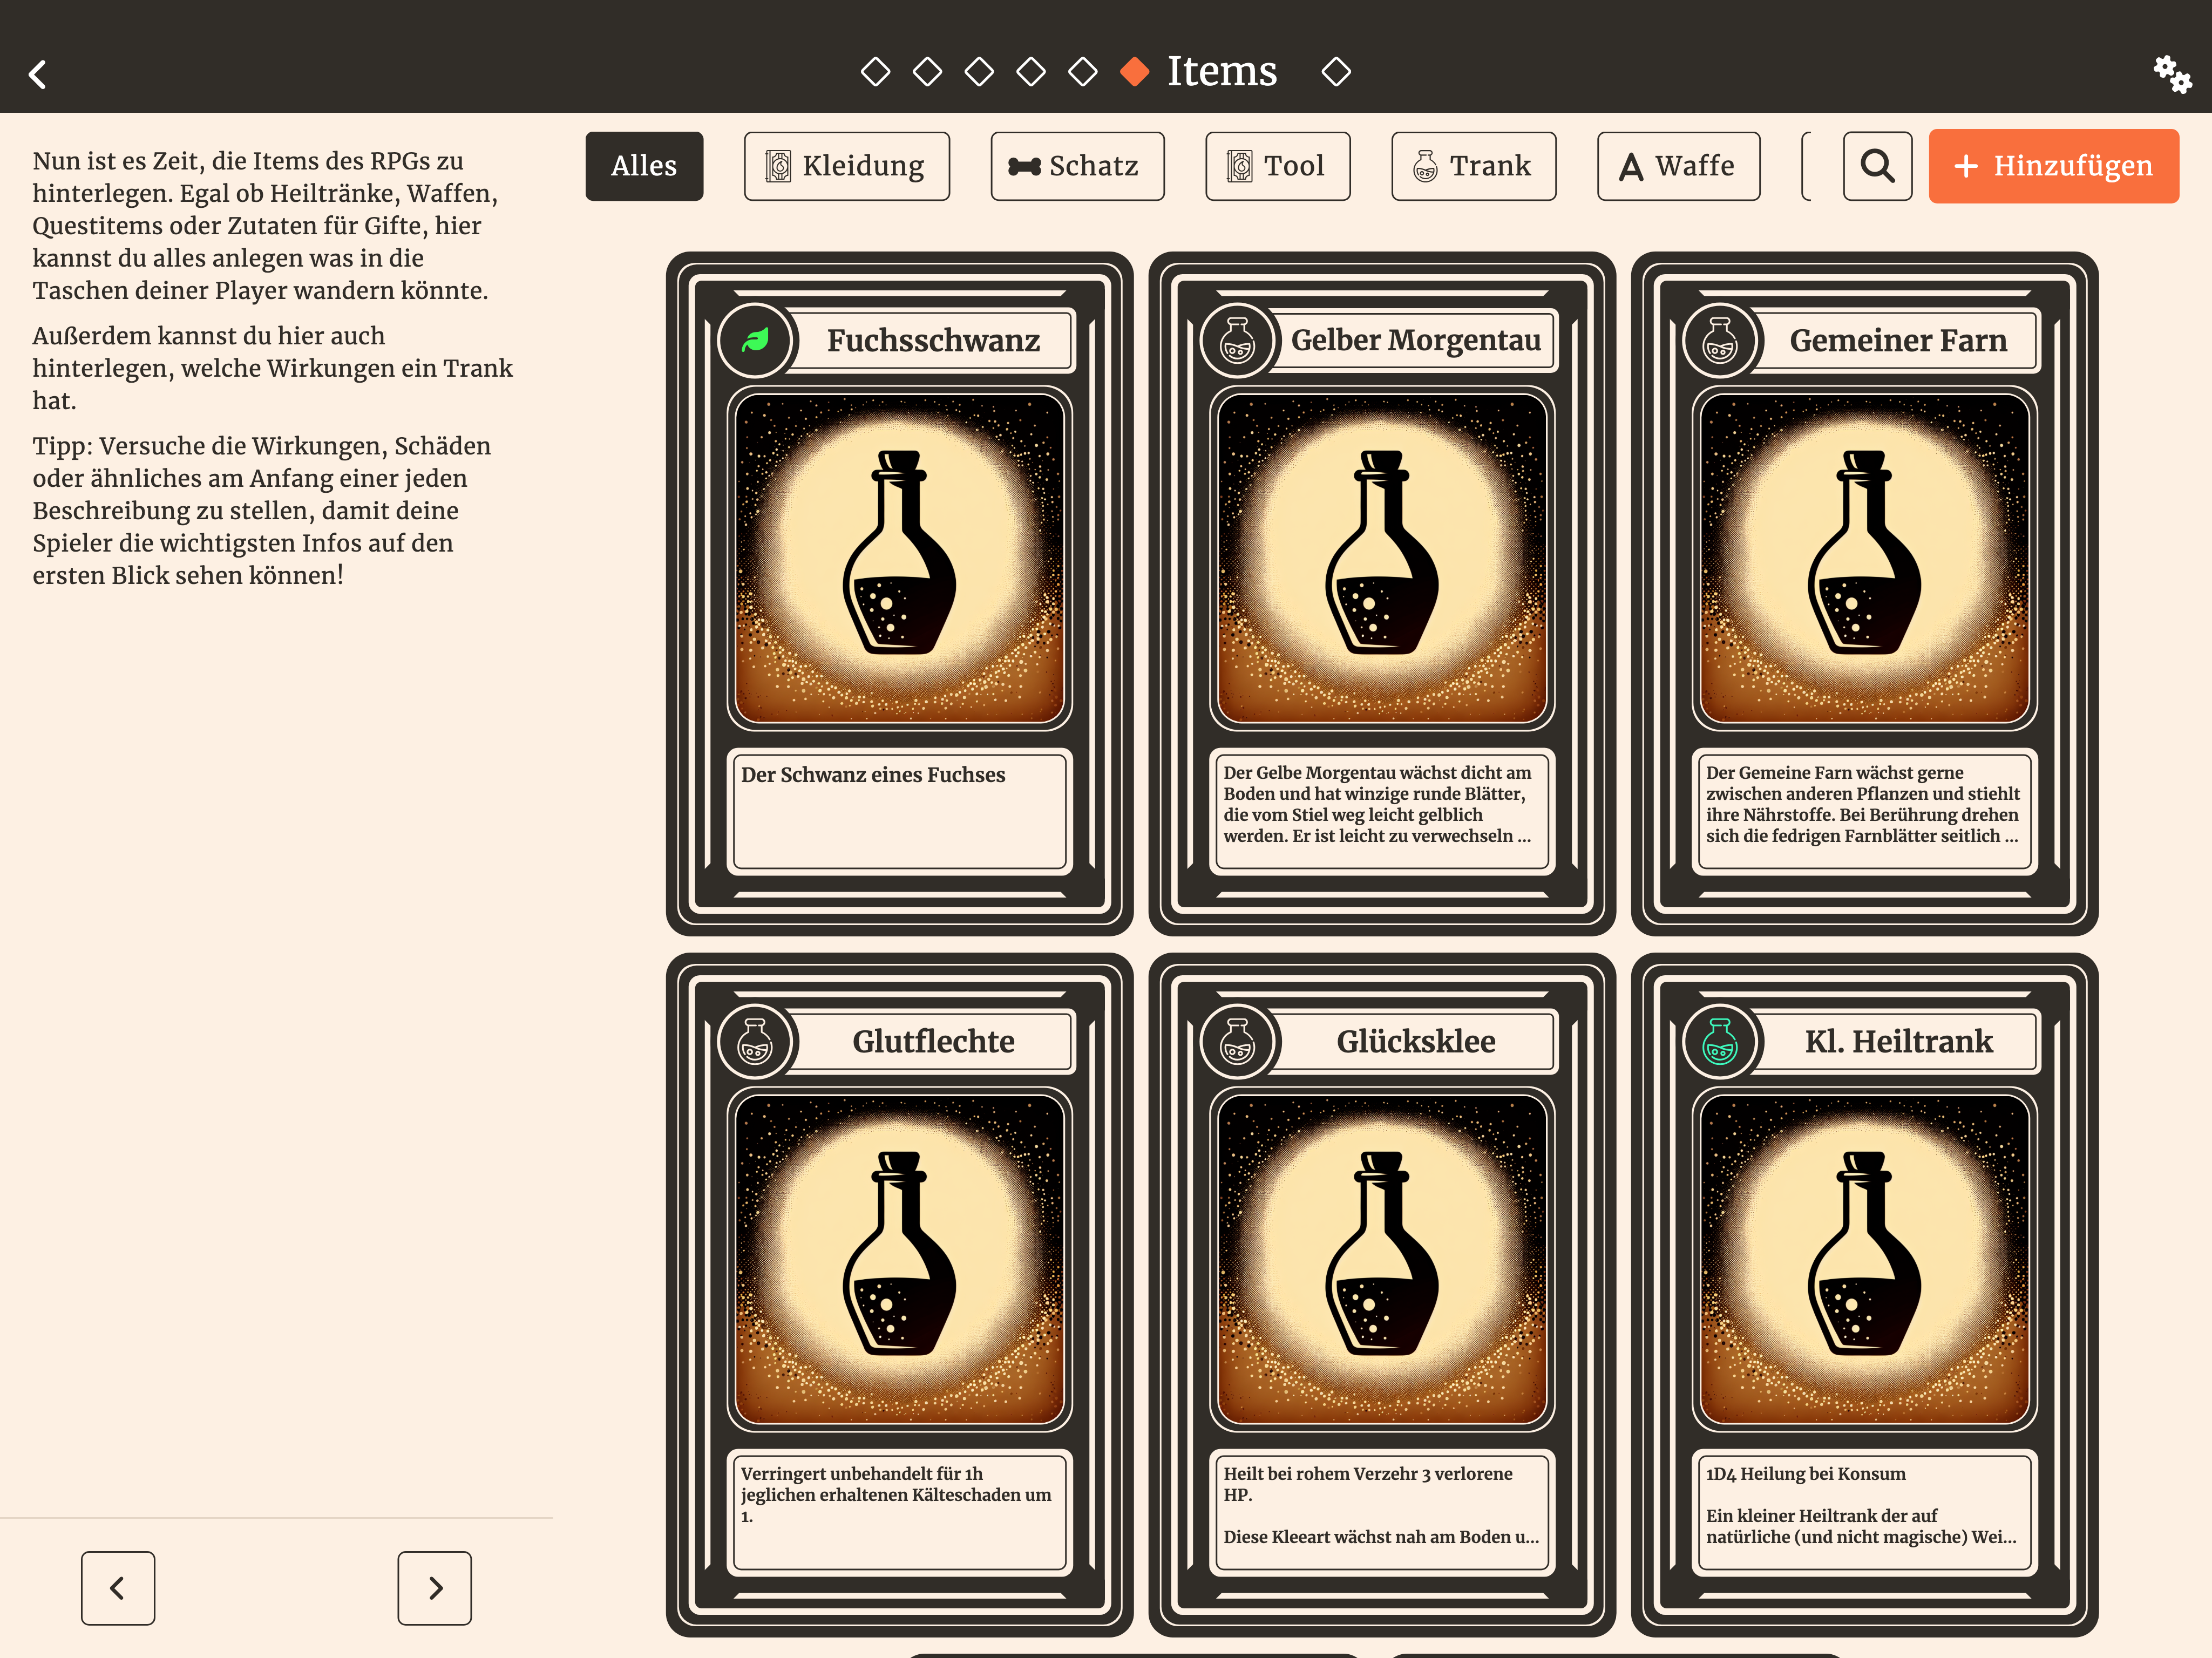 Items
Nun ist es Zeit, die Items des RPGs zu
hinterlegen. Egal ob Heiltränke, Waffen,
Questitems oder Zutaten für Gifte, hier
kannst du alles anlegen was in die
Taschen deiner Player wandern könnte.
Außerdem kannst du hier auch
hinterlegen, welche Wirkungen ein Trank
hat.
Tipp: Versuche die Wirkungen, Schäden
oder ähnliches am Anfang einer jeden
Beschreibung zu stellen, damit deine
Spieler die wichtigsten Infos auf den
ersten Blick sehen können!
Alles
Kleidung
Schatz
Tool
Trank
Waffe
Hinzufügen
Fuchsschwanz
Der Schwanz eines Fuchses
Gelber Morgentau
Der Gelbe Morgentau wächst dicht am
Boden und hat winzige runde Blätter,
die vom Stiel weg leicht gelblich
werden. Er ist leicht zu verwechseln ...
Gemeiner Farn
Der Gemeine Farn wächst gerne
zwischen anderen Pflanzen und stiehlt
ihre Nährstoffe. Bei Berührung drehen
sich die fedrigen Farnblätter seitlich ...
Glutflechte
Verringert unbehandelt für 1h
jeglichen erhaltenen Kälteschaden um
1.
Glücksklee
Heilt bei rohem Verzehr 3 verlorene
HP.
Diese Kleeart wächst nah am Boden u...
Kl. Heiltrank
1D4 Heilung bei Konsum
Ein kleiner Heiltrank der auf
natürliche (und nicht magische) Wei...